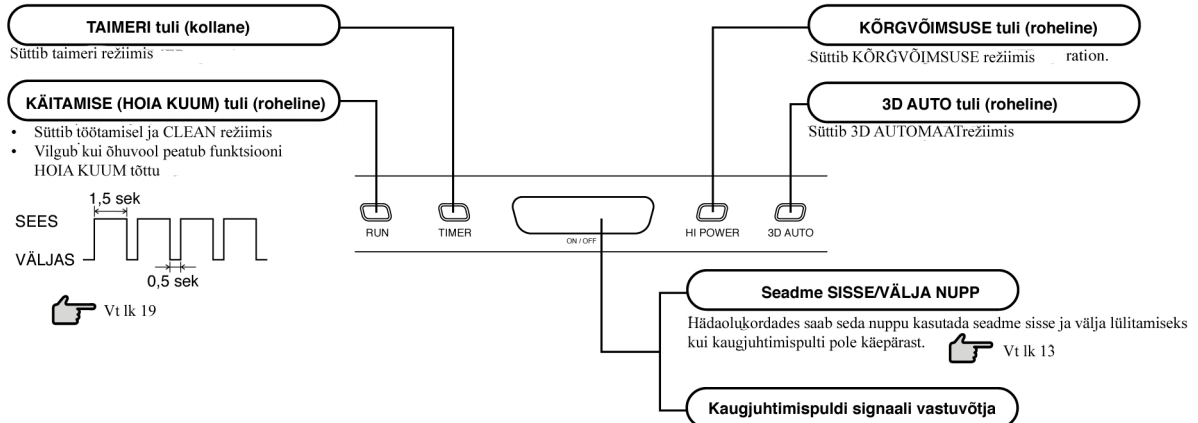 TAIMERI tuli (kollane)
Süttib taimeri režiimis
KÄITAMISE (HOIA KUUM) tuli (roheline)
• Süttib töötamisel ja CLEAN režiimis
• Vilgub kui õhuvool peatub funktsiooni
HOIA KUUM tõttu
1,5 sek
SEES
VÄLJAS
0,5 sek
Vt lk 19
KÕRGVÕIMSUSE tuli (roheline)
Süttib KÕRGVÕIMSUSE režiimis ration.
3D AUTO tuli (roheline)
Süttib 3D AUTOMAATrežiimis
RUN
TIMER
ON / OFF
HI POWER
3D AUTO
Seadme SISSE/VÄLJA NUPP
Hädaolukordades saab seda nuppu kasutada seadme sisse ja välja lülitamiseks
kui kaugjuhtimispulti pole käepärast.
Vt lk 13
Kaugjuhtimispuldi signaali vastuvõtja